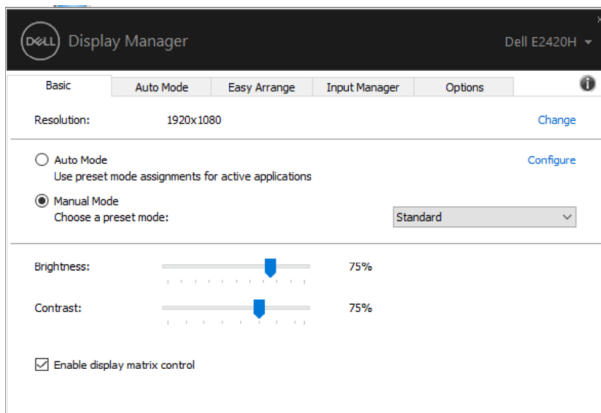 DELL Display Manager Dell E2420H
Basic Auto Mode Easy Arrange Input Manager Options
Resolution: 1920x1080 Change
Auto Mode Configure
Use preset mode assignments for active applications
Manual Mode
Choose a preset mode: Standard
Brightness: 75%
Contrast: 75%
Enable display matrix control